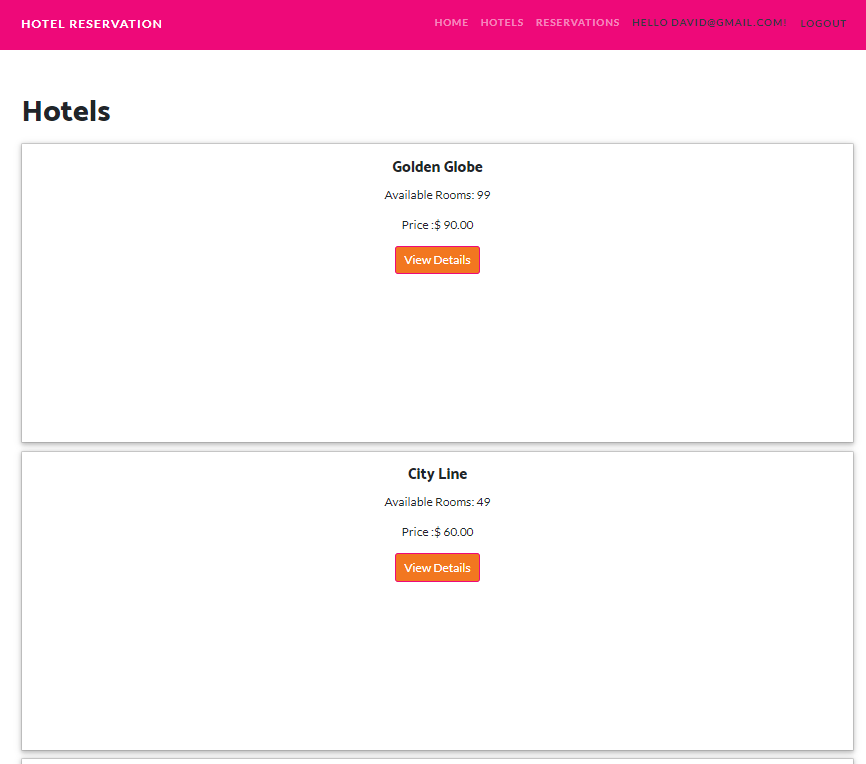 HOTEL RESERVATION
HOME HOTELS RESERVATIONS HELLO DAVID@GMAIL.COM! LOGOUT
Hotels
Golden Globe
Available Rooms: 99
Price :$ 90.00
View Details
City Line
Available Rooms: 49
Price :$ 60.00
View Details